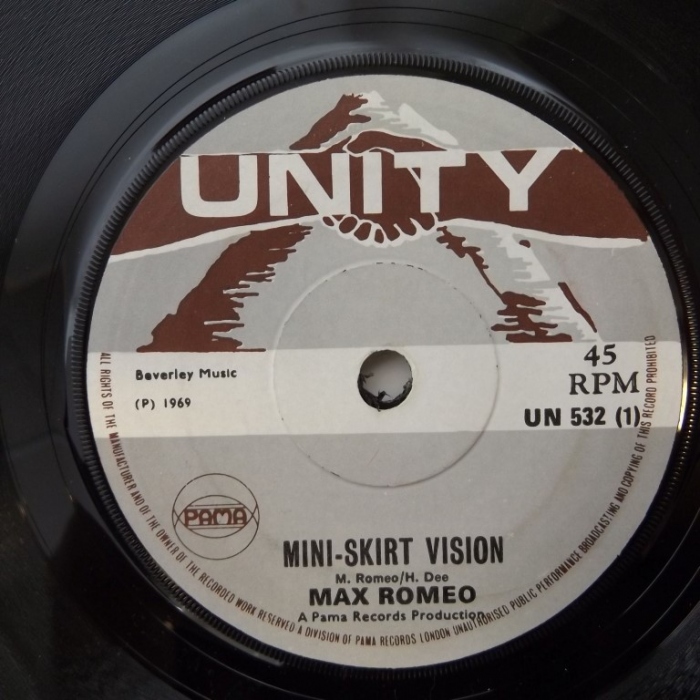 UNITY
45
RPM
Beverley Music
(P) 1969
UN 532 (1)
PAMA
MINI-SKIRT VISION
M. Romeo/H. Dee
MAX ROMEO
A Pama Records Production
ALL RIGHTS OF THE MANUFACTURER AND OF THE OWNER OF THE RECORDED WORK RESERVED A DIVISION OF PAMA RECORDS LONDON UNAUTHORISED PUBLIC PERFORMANCE BROADCASTING AND COPYING OF THIS RECORD PROHIBITED